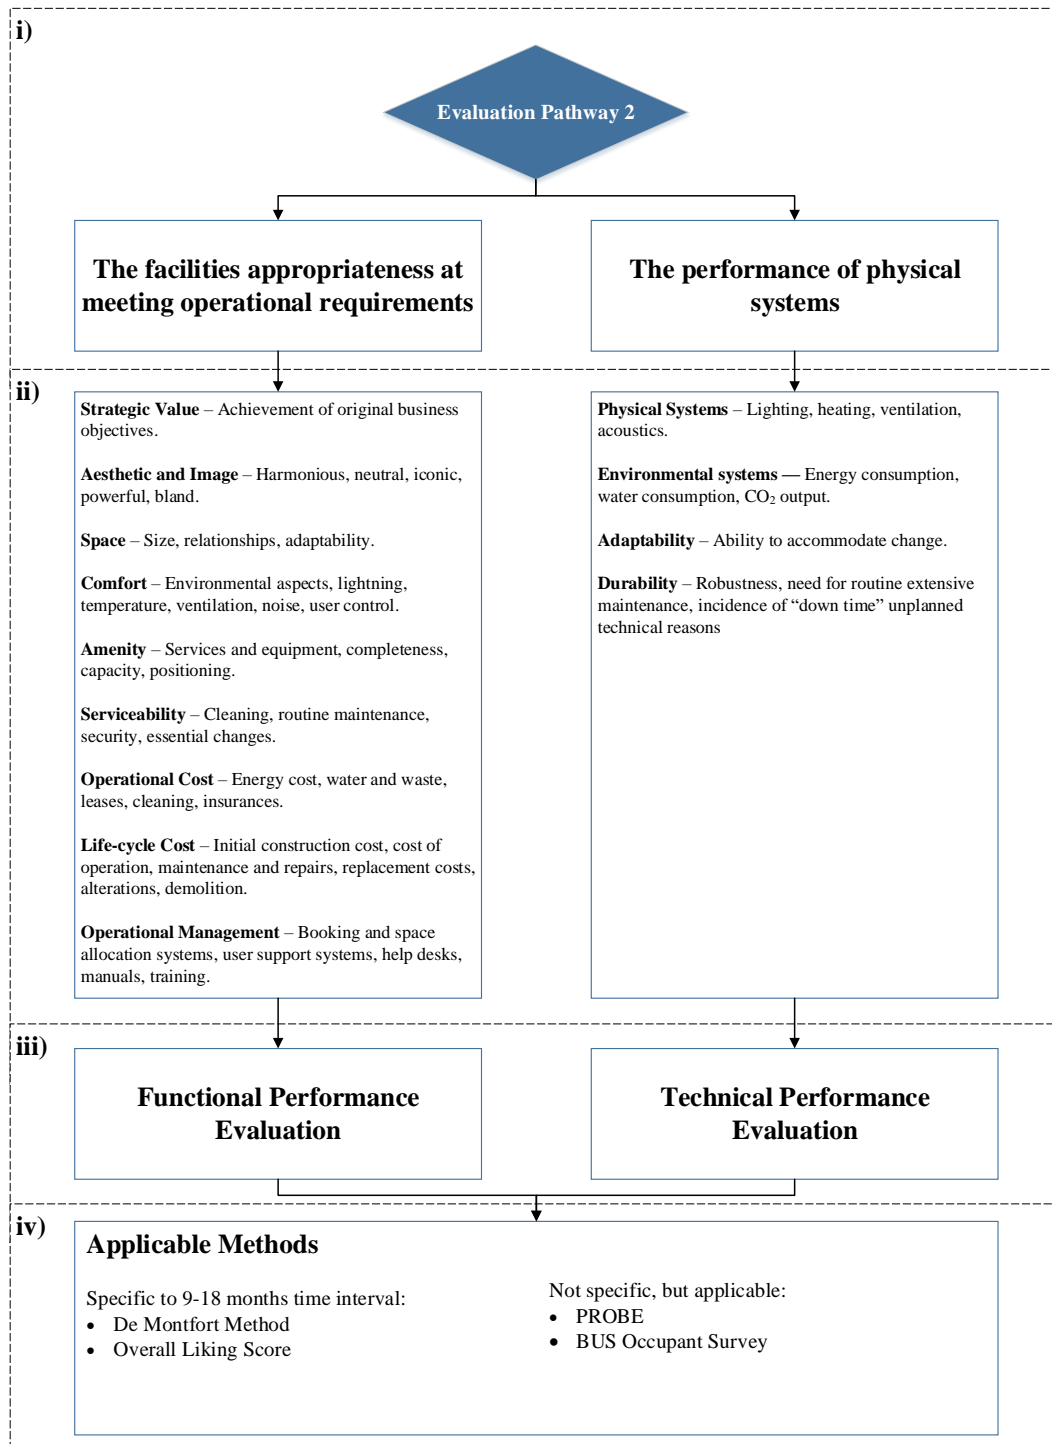 i)
Evaluation Pathway 2
The facilities appropriateness at
meeting operational requirements
The performance of physical
systems
ii)
Strategic Value – Achievement of original business
objectives.
Aesthetic and Image – Harmonious, neutral, iconic,
powerful, bland.
Space – Size, relationships, adaptability.
Comfort – Environmental aspects, lightning,
temperature, ventilation, noise, user control.
Amenity – Services and equipment, completeness,
capacity, positioning.
Serviceability – Cleaning, routine maintenance,
security, essential changes.
Operational Cost – Energy cost, water and waste,
leases, cleaning, insurances.
Life-cycle Cost – Initial construction cost, cost of
operation, maintenance and repairs, replacement costs,
alterations, demolition.
Operational Management – Booking and space
allocation systems, user support systems, help desks,
manuals, training.
Physical Systems – Lighting, heating, ventilation,
acoustics.
Environmental systems — Energy consumption,
water consumption, CO₂ output.
Adaptability – Ability to accommodate change.
Durability – Robustness, need for routine extensive
maintenance, incidence of “down time” unplanned
technical reasons
iii)
Functional Performance
Evaluation
Technical Performance
Evaluation
iv)
Applicable Methods
Specific to 9-18 months time interval:
• De Montfort Method
• Overall Liking Score
Not specific, but applicable:
• PROBE
• BUS Occupant Survey